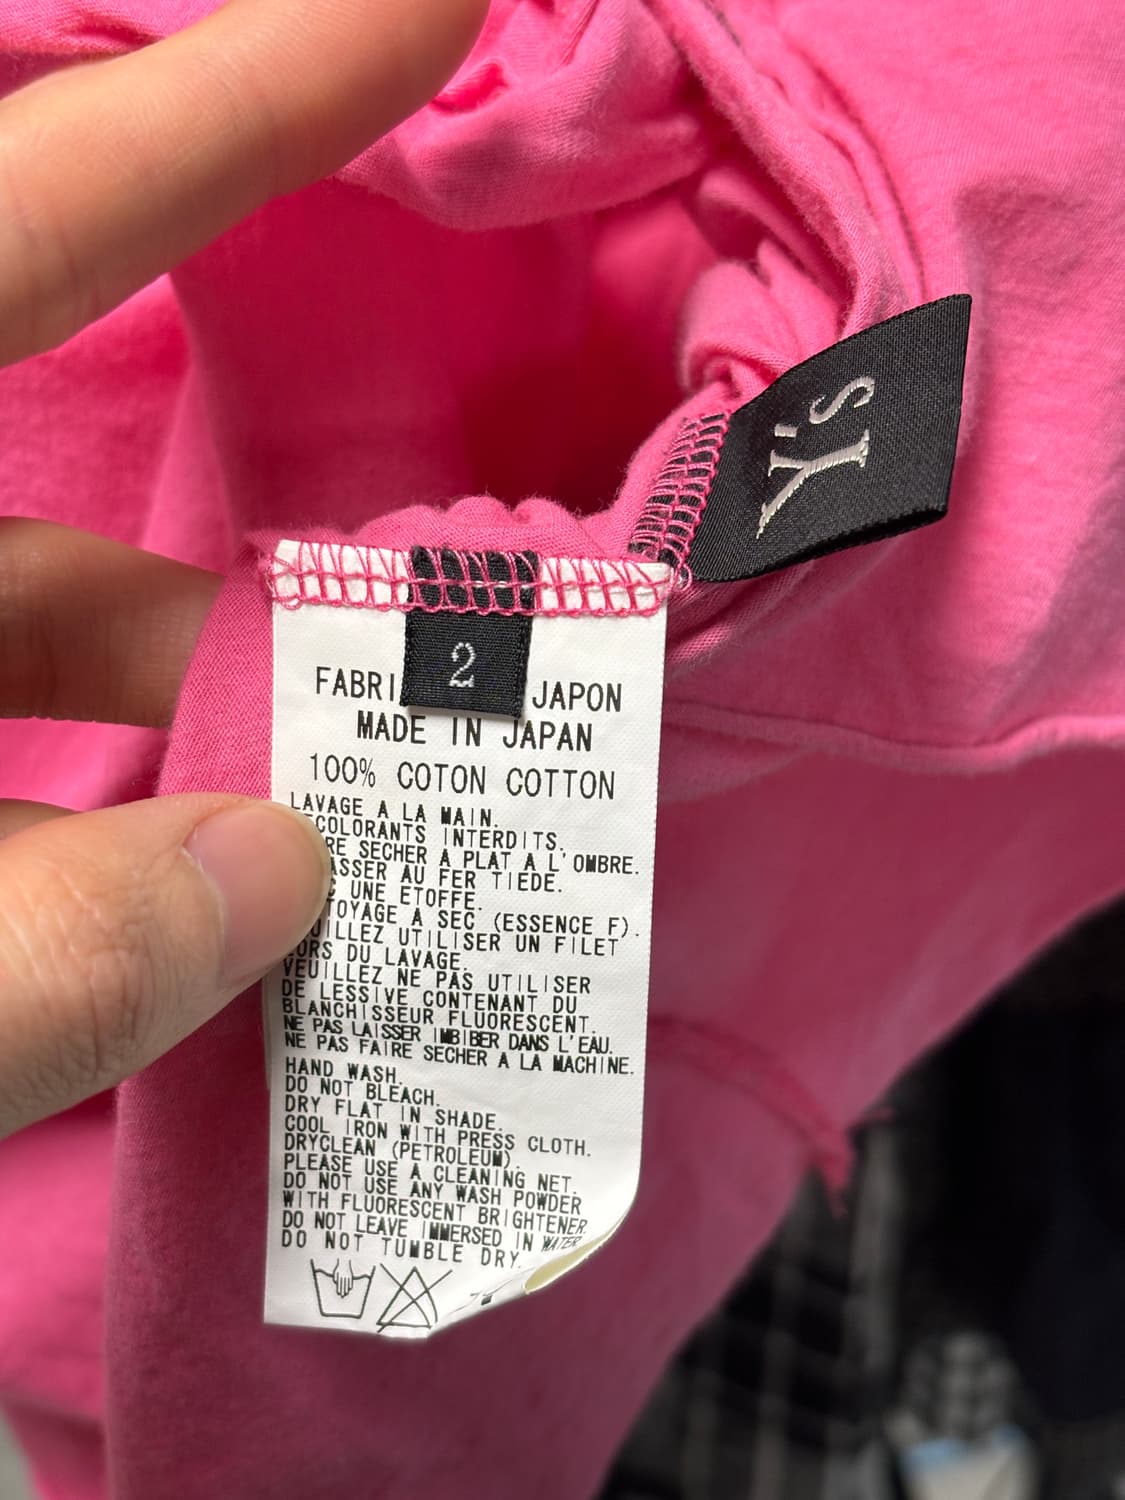 Y's
2
FABRI JAPON
MADE IN JAPAN
100% COTON COTTON
LAVAGE A LA MAIN.
COLORANTS INTERDITS.
RE SECHER A PLAT A L'OMBRE.
ASSER AU FER TIEDE.
UNE ETOFFE.
TOYAGE A SEC (ESSENCE F).
UILLEZ UTILISER UN FILET
LORS DU LAVAGE.
VEUILLEZ NE PAS UTILISER
DE LESSIVE CONTENANT DU
BLANCHISSEUR FLUORESCENT.
NE PAS LAISSER IMBIBER DANS L'EAU.
NE PAS FAIRE SECHER A LA MACHINE.
HAND WASH.
DO NOT BLEACH.
DRY FLAT IN SHADE.
COOL IRON WITH PRESS CLOTH.
DRYCLEAN (PETROLEUM).
PLEASE USE A CLEANING NET.
DO NOT USE ANY WASH POWDER
WITH FLUORESCENT BRIGHTENER.
DO NOT LEAVE IMMERSED IN WATER.
DO NOT TUMBLE DRY.